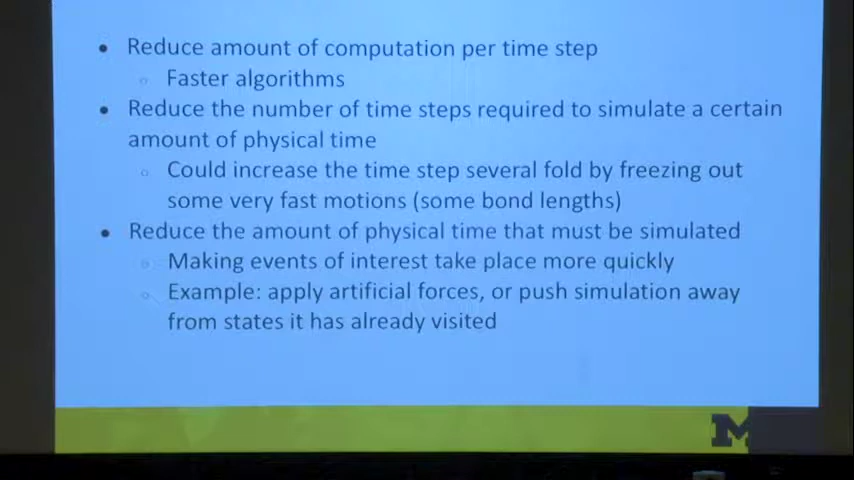 • Reduce amount of computation per time step
○ Faster algorithms
• Reduce the number of time steps required to simulate a certain
amount of physical time
○ Could increase the time step several fold by freezing out
some very fast motions (some bond lengths)
• Reduce the amount of physical time that must be simulated
○ Making events of interest take place more quickly
○ Example: apply artificial forces, or push simulation away
from states it has already visited
M